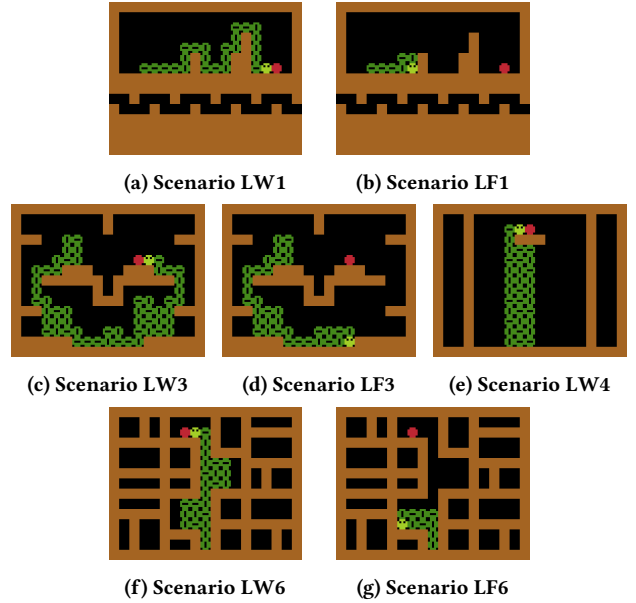 (a) Scenario LW1
(b) Scenario LF1
(c) Scenario LW3
(d) Scenario LF3
(e) Scenario LW4
(f) Scenario LW6
(g) Scenario LF6